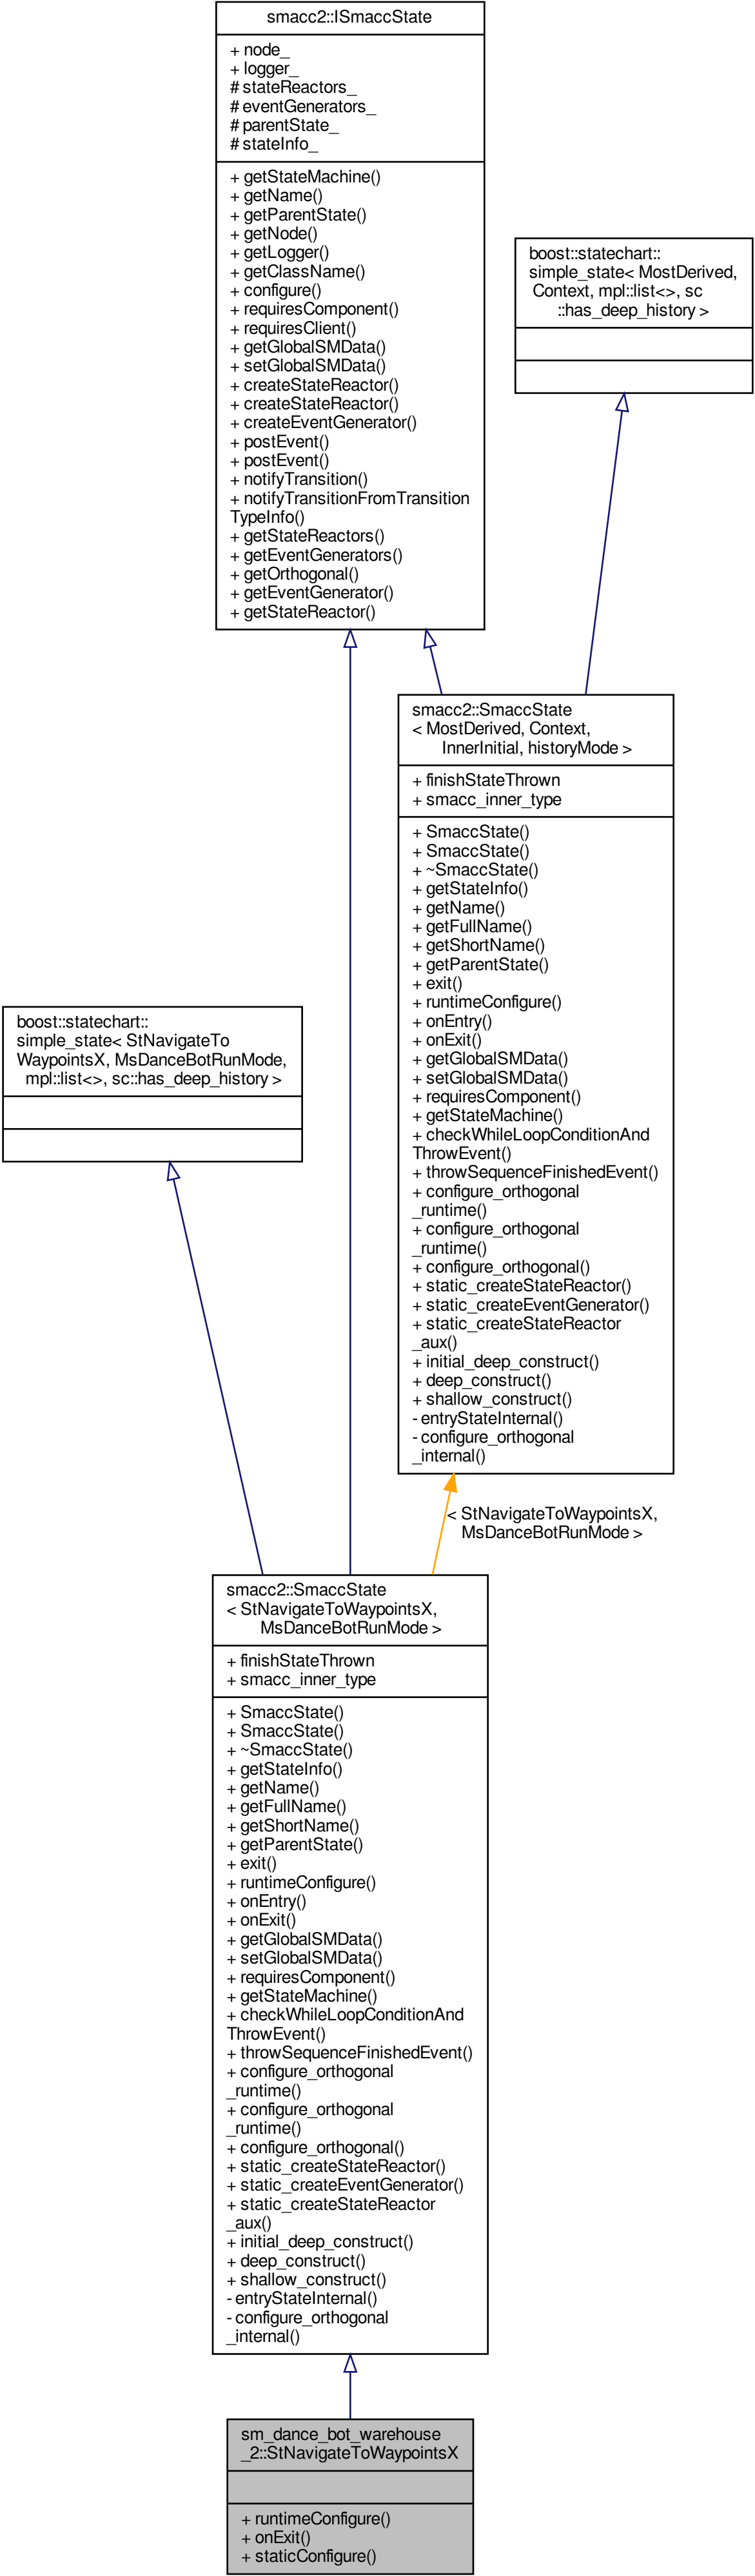 smacc2::ISmaccState
+ node_
+ logger_
# stateReactors_
# eventGenerators_
# parentState_
# stateInfo_
+ getStateMachine()
+ getName()
+ getParentState()
+ getNode()
+ getLogger()
+ getClassName()
+ configure()
+ requiresComponent()
+ requiresClient()
+ getGlobalSMData()
+ setGlobalSMData()
+ createStateReactor()
+ createStateReactor()
+ createEventGenerator()
+ postEvent()
+ postEvent()
+ notifyTransition()
+ notifyTransitionFromTransition
TypeInfo()
+ getStateReactors()
+ getEventGenerators()
+ getOrthogonal()
+ getEventGenerator()
+ getStateReactor()
boost::statechart::
simple_state< MostDerived,
Context, mpl::list<>, sc
::has_deep_history >
smacc2::SmaccState
< MostDerived, Context,
InnerInitial, historyMode >
+ finishStateThrown
+ smacc_inner_type
+ SmaccState()
+ SmaccState()
+ ~SmaccState()
+ getStateInfo()
+ getName()
+ getFullName()
+ getShortName()
+ getParentState()
+ exit()
+ runtimeConfigure()
+ onEntry()
+ onExit()
+ getGlobalSMData()
+ setGlobalSMData()
+ requiresComponent()
+ getStateMachine()
+ checkWhileLoopConditionAnd
ThrowEvent()
+ throwSequenceFinishedEvent()
+ configure_orthogonal
_runtime()
+ configure_orthogonal
_runtime()
+ configure_orthogonal()
+ static_createStateReactor()
+ static_createEventGenerator()
+ static_createStateReactor
_aux()
+ initial_deep_construct()
+ deep_construct()
+ shallow_construct()
- entryStateInternal()
- configure_orthogonal
_internal()
boost::statechart::
simple_state< StNavigateTo
WaypointsX, MsDanceBotRunMode,
mpl::list<>, sc::has_deep_history >
< StNavigateToWaypointsX,
MsDanceBotRunMode >
smacc2::SmaccState
< StNavigateToWaypointsX,
MsDanceBotRunMode >
+ finishStateThrown
+ smacc_inner_type
+ SmaccState()
+ SmaccState()
+ ~SmaccState()
+ getStateInfo()
+ getName()
+ getFullName()
+ getShortName()
+ getParentState()
+ exit()
+ runtimeConfigure()
+ onEntry()
+ onExit()
+ getGlobalSMData()
+ setGlobalSMData()
+ requiresComponent()
+ getStateMachine()
+ checkWhileLoopConditionAnd
ThrowEvent()
+ throwSequenceFinishedEvent()
+ configure_orthogonal
_runtime()
+ configure_orthogonal
_runtime()
+ configure_orthogonal()
+ static_createStateReactor()
+ static_createEventGenerator()
+ static_createStateReactor
_aux()
+ initial_deep_construct()
+ deep_construct()
+ shallow_construct()
- entryStateInternal()
- configure_orthogonal
_internal()
sm_dance_bot_warehouse
_2::StNavigateToWaypointsX
+ runtimeConfigure()
+ onExit()
+ staticConfigure()